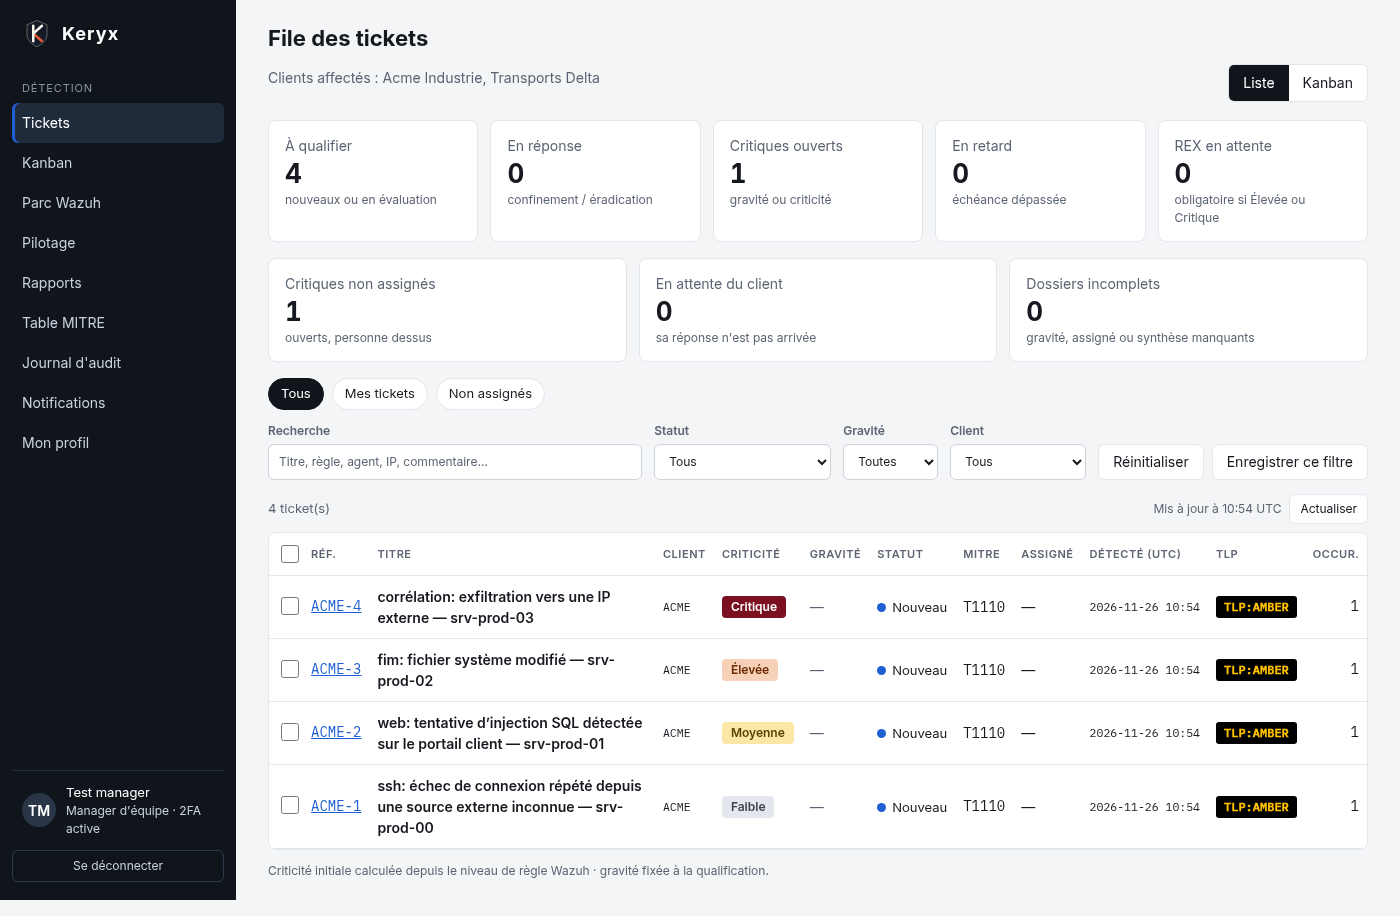 Keryx
DÉTECTION
Tickets
Kanban
Parc Wazuh
Pilotage
Rapports
Table MITRE
Journal d'audit
Notifications
Mon profil
TM
Test manager
Manager d'équipe · 2FA
active
Se déconnecter
File des tickets
Clients affectés : Acme Industrie, Transports Delta
Liste Kanban
À qualifier
4
nouveaux ou en évaluation
En réponse
0
confinement / éradication
Critiques ouverts
1
gravité ou criticité
En retard
0
échéance dépassée
REX en attente
0
obligatoire si Élevée ou
Critique
Critiques non assignés
1
ouverts, personne dessus
En attente du client
0
sa réponse n'est pas arrivée
Dossiers incomplets
0
gravité, assigné ou synthèse manquants
Tous Mes tickets Non assignés
Recherche Statut Gravité Client
Titre, règle, agent, IP, commentaire... Tous Toutes Tous Réinitialiser Enregistrer ce filtre
4 ticket(s) Mis à jour à 10:54 UTC Actualiser
RÉF. TITRE CLIENT CRITICITÉ GRAVITÉ STATUT MITRE ASSIGNÉ DÉTECTÉ (UTC) TLP OCCUR.
ACME-4 corrélation: exfiltration vers une IP
externe — srv-prod-03 ACME Critique — Nouveau T1110 — 2026-11-26 10:54 TLP:AMBER 1
ACME-3 fim: fichier système modifié — srv-
prod-02 ACME Élevée — Nouveau T1110 — 2026-11-26 10:54 TLP:AMBER 1
ACME-2 web: tentative d’injection SQL détectée
sur le portail client — srv-prod-01 ACME Moyenne — Nouveau T1110 — 2026-11-26 10:54 TLP:AMBER 1
ACME-1 ssh: échec de connexion répété depuis
une source externe inconnue — srv-
prod-00 ACME Faible — Nouveau T1110 — 2026-11-26 10:54 TLP:AMBER 1
Criticité initiale calculée depuis le niveau de règle Wazuh · gravité fixée à la qualification.